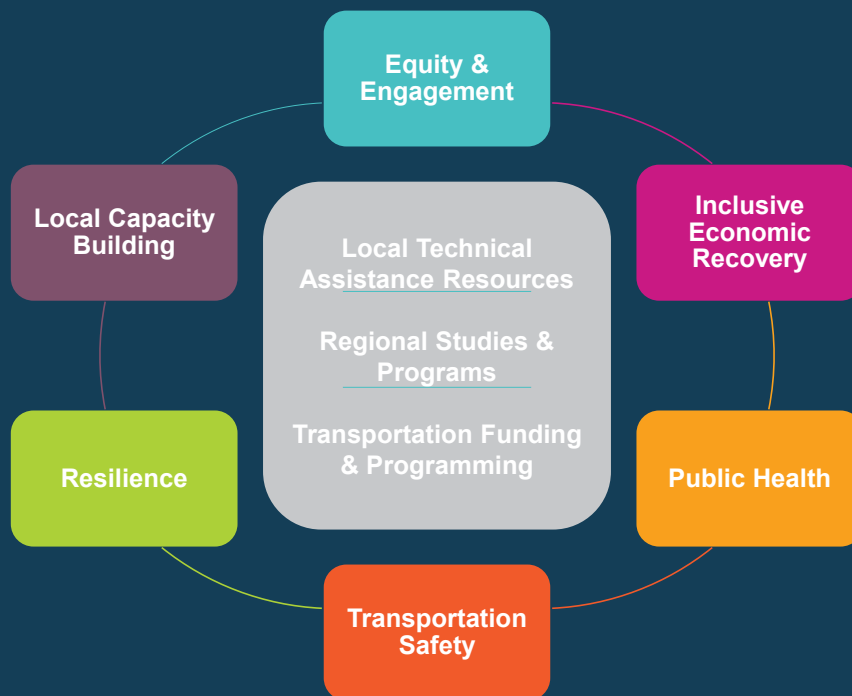 Equity &
Engagement
Local Capacity
Building
Inclusive
Economic
Recovery
Local Technical
Assistance Resources
Regional Studies &
Programs
Transportation Funding
& Programming
Resilience
Public Health
Transportation
Safety